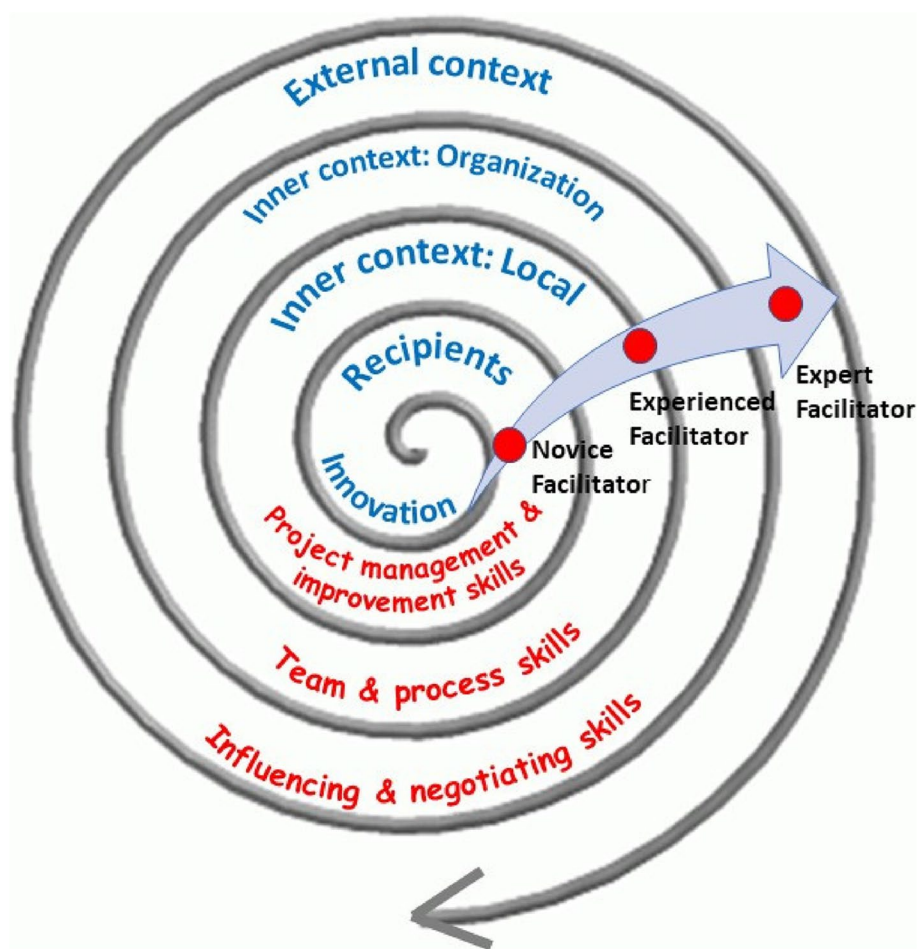 External context
Inner context: Organization
Inner context: Local
Recipients
Innovation
Novice
Facilitator
Experienced
Facilitator
Expert
Facilitator
Project management &
improvement skills
Team & process skills
Influencing & negotiating skills